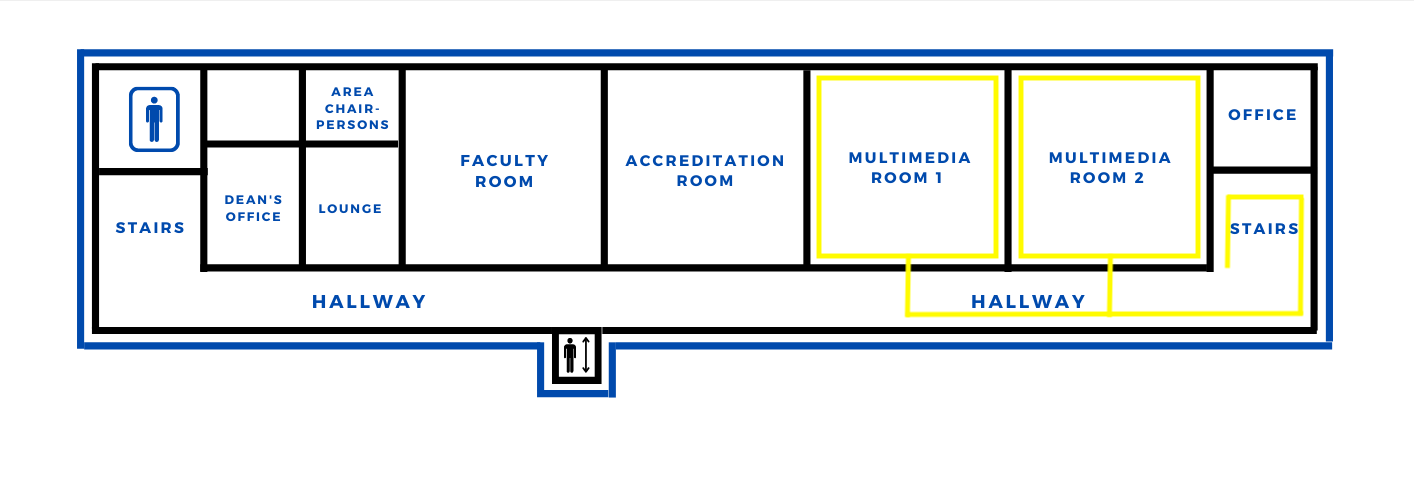 AREA
CHAIR-
PERSONS
OFFICE
FACULTY
ROOM
ACCREDITATION
ROOM
MULTIMEDIA
ROOM 1
MULTIMEDIA
ROOM 2
DEAN'S
OFFICE
LOUNGE
STAIRS
STAIRS
HALLWAY
HALLWAY